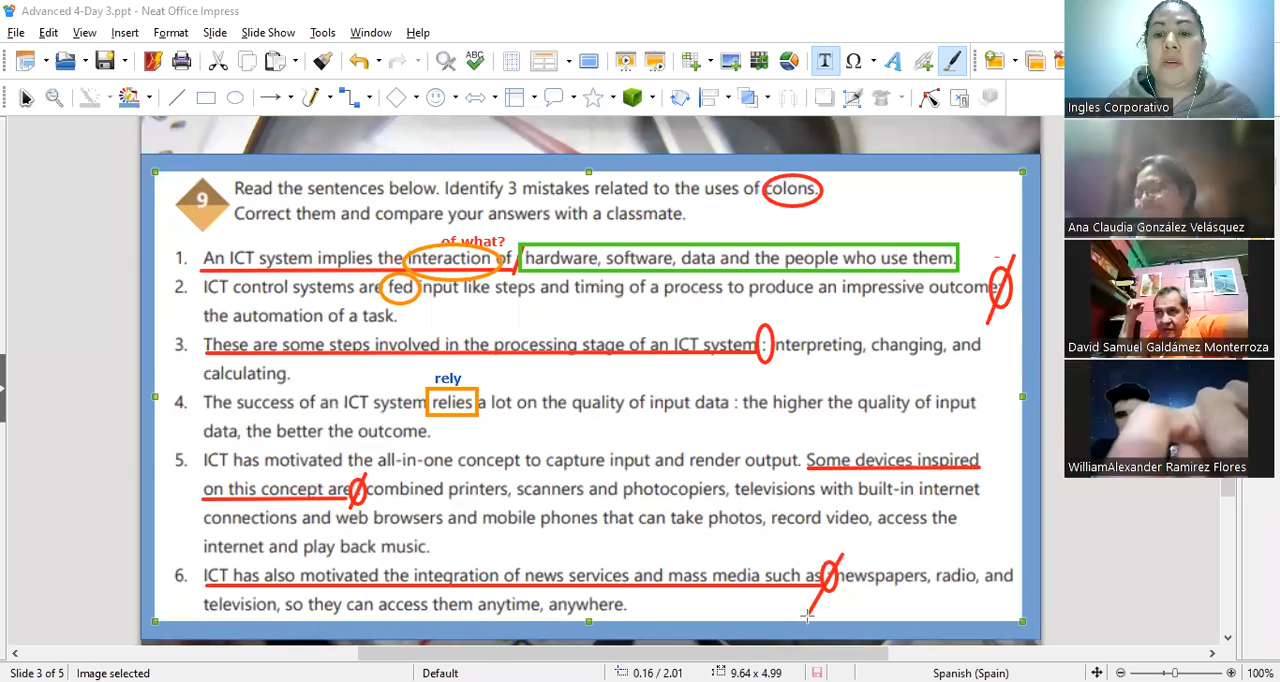 Advanced 4-Day 3.ppt - Neat Office Impress
File Edit View Insert Format Slide Slide Show Tools Window Help
Ingles Corporativo
Ana Claudia González Velásquez
David Samuel Galdámez Monterroza
WilliamAlexander Ramirez Flores
9
Read the sentences below. Identify 3 mistakes related to the uses of colons.
Correct them and compare your answers with a classmate.
of what?
1. An ICT system implies the interaction of hardware, software, data and the people who use them.
2. ICT control systems are fed input like steps and timing of a process to produce an impressive outcome:
the automation of a task.
3. These are some steps involved in the processing stage of an ICT system : interpreting, changing, and
calculating.
rely
4. The success of an ICT system relies a lot on the quality of input data : the higher the quality of input
data, the better the outcome.
5. ICT has motivated the all-in-one concept to capture input and render output. Some devices inspired
on this concept are : combined printers, scanners and photocopiers, televisions with built-in internet
connections and web browsers and mobile phones that can take photos, record video, access the
internet and play back music.
6. ICT has also motivated the integration of news services and mass media such as : newspapers, radio, and
television, so they can access them anytime, anywhere.
Slide 3 of 5 Image selected Default 0.16 / 2.01 9.64 x 4.99 Spanish (Spain) 100%